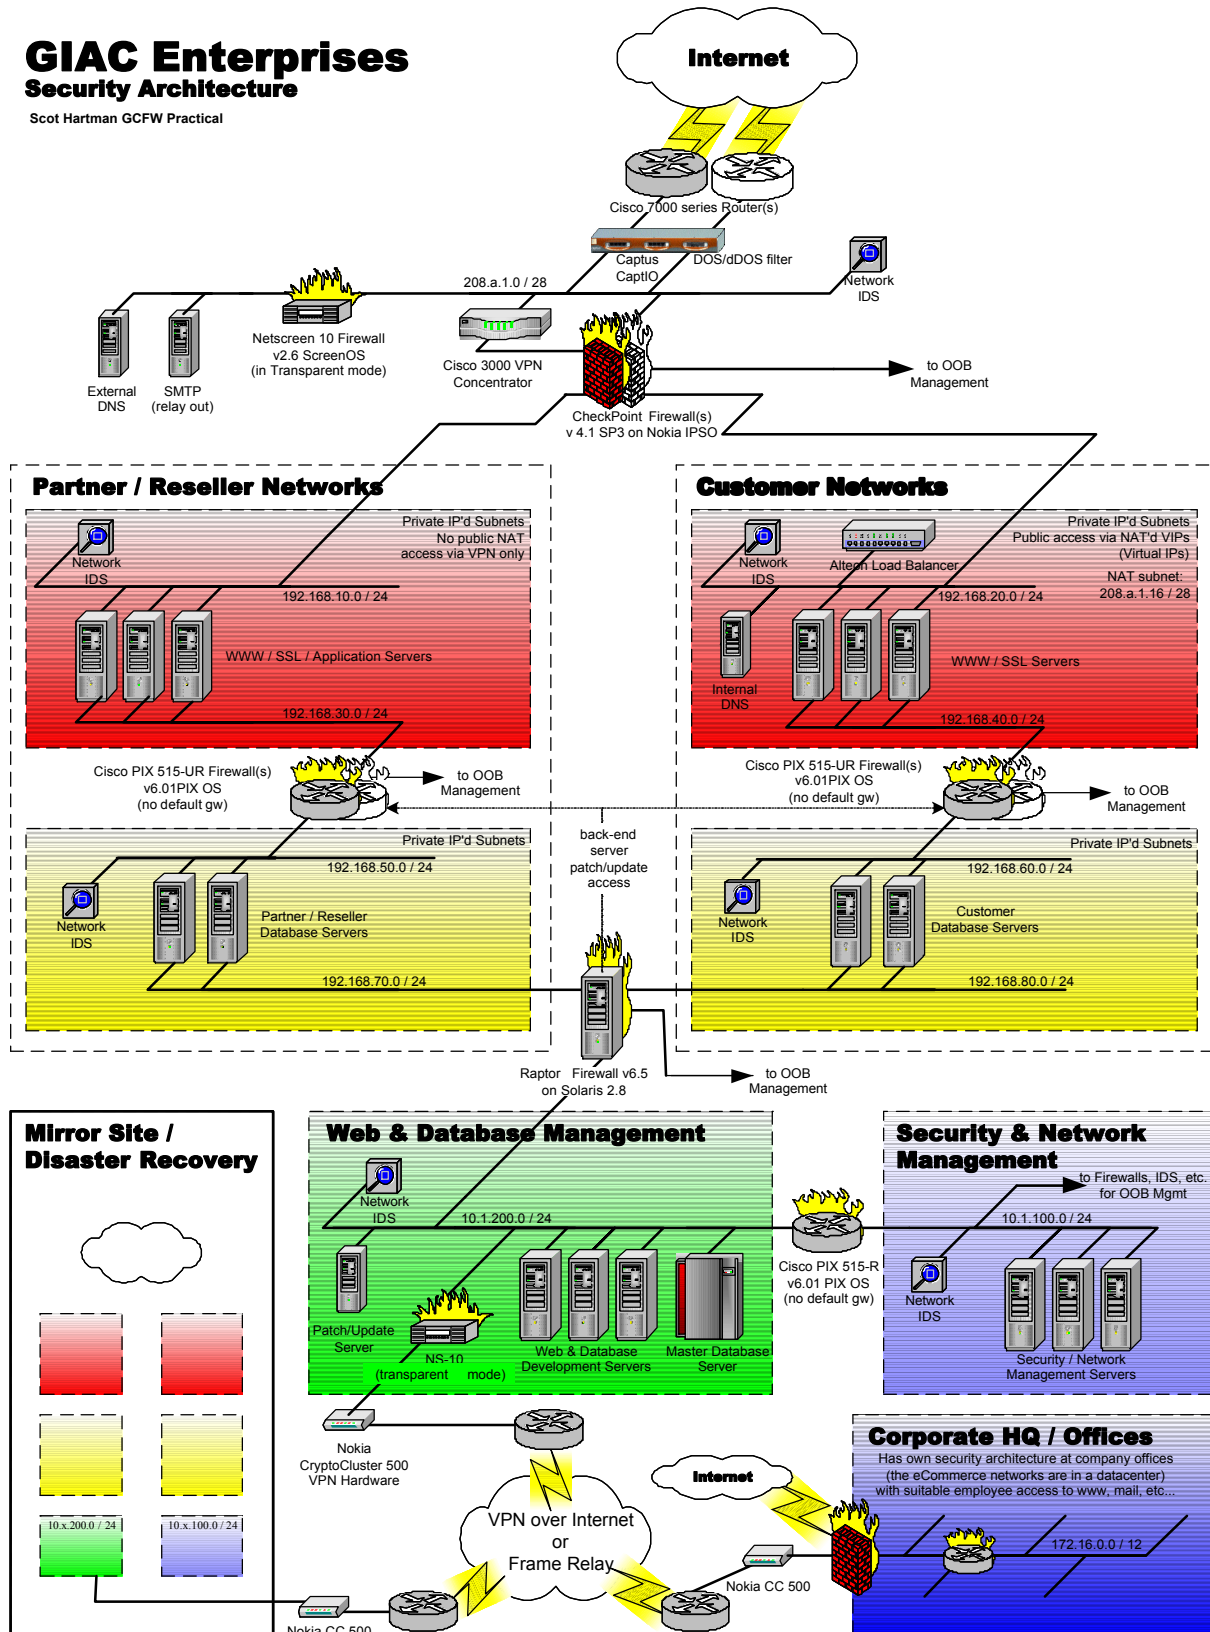 GIAC Enterprises
Security Architecture
Scot Hartman GCFW Practical
Internet
Cisco 7000 series Router(s)
Captus
CaptIO
DOS/dDOS filter
Network
IDS
208.a.1.0 / 28
Netscreen 10 Firewall
v2.6 ScreenOS
(in Transparent mode)
Cisco 3000 VPN
Concentrator
External
DNS
SMTP
(relay out)
to OOB
Management
CheckPoint Firewall(s)
v 4.1 SP3 on Nokia IPSO
Partner / Reseller Networks
Private IP'd Subnets
No public NAT
access via VPN only
Network
IDS
192.168.10.0 / 24
WWW / SSL / Application Servers
192.168.30.0 / 24
Customer Networks
Private IP'd Subnets
Public access via NAT'd VIPs
(Virtual IPs)
NAT subnet:
208.a.1.16 / 28
Network
IDS
Alteon Load Balancer
192.168.20.0 / 24
WWW / SSL Servers
Internal
DNS
192.168.40.0 / 24
Cisco PIX 515-UR Firewall(s)
v6.01PIX OS
(no default gw)
to OOB
Management
Cisco PIX 515-UR Firewall(s)
v6.01PIX OS
(no default gw)
to OOB
Management
back-end
server
patch/update
access
Private IP'd Subnets
192.168.50.0 / 24
Network
IDS
Partner / Reseller
Database Servers
192.168.70.0 / 24
Private IP'd Subnets
192.168.60.0 / 24
Network
IDS
Customer
Database Servers
192.168.80.0 / 24
Raptor Firewall v6.5
on Solaris 2.8
to OOB
Management
Mirror Site /
Disaster Recovery
10.x.200.0 / 24
10.x.100.0 / 24
Web & Database Management
Network
IDS
10.1.200.0 / 24
Patch/Update
Server
NS-10
(transparent mode)
Web & Database
Development Servers
Master Database
Server
Cisco PIX 515-R
v6.01 PIX OS
(no default gw)
Security & Network
Management
to Firewalls, IDS, etc.
for OOB Mgmt
10.1.100.0 / 24
Network
IDS
Security / Network
Management Servers
Nokia
CryptoCluster 500
VPN Hardware
VPN over Internet
or
Frame Relay
Internet
Nokia CC 500
Corporate HQ / Offices
Has own security architecture at company offices
(the eCommerce networks are in a datacenter)
with suitable employee access to www, mail, etc...
172.16.0.0 / 12
Nokia CC 500